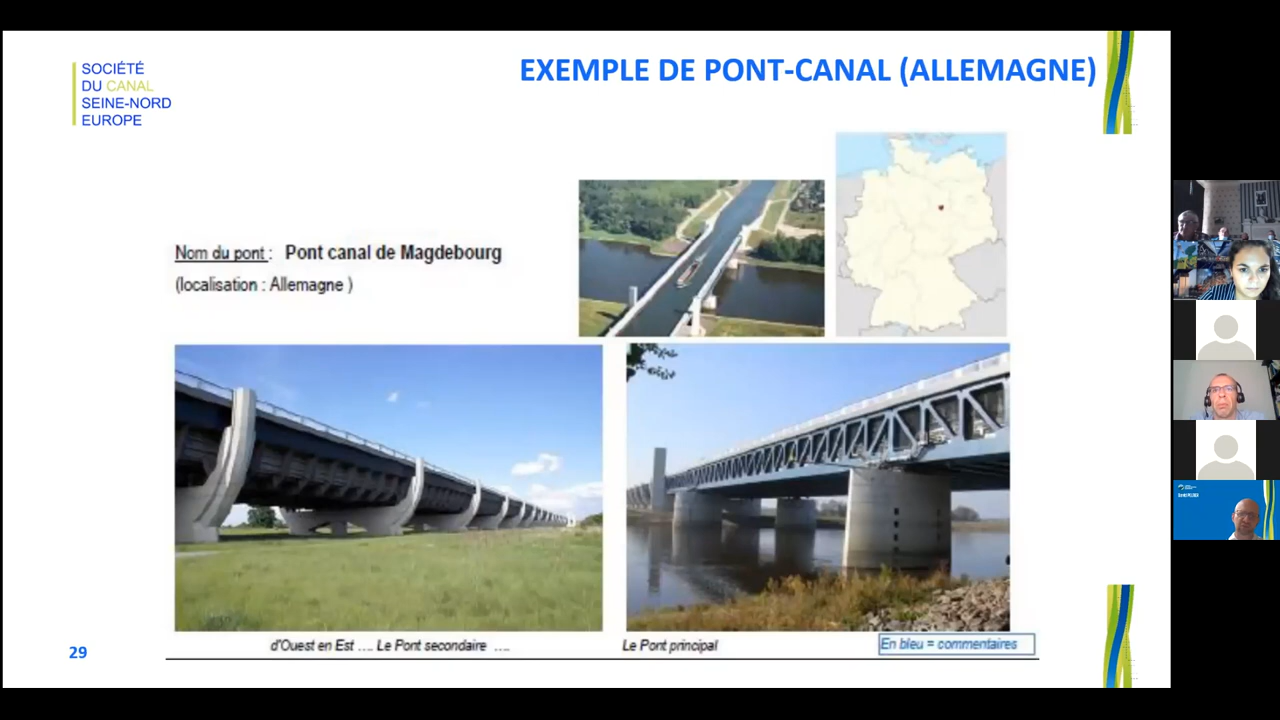 SOCIÉTÉ
DU CANAL
SEINE-NORD
EUROPE
EXEMPLE DE PONT-CANAL (ALLEMAGNE)
Nom du pont : Pont canal de Magdebourg
(localisation : Allemagne )
d'Ouest en Est .... Le Pont secondaire ....
Le Pont principal
En bleu = commentaires
29